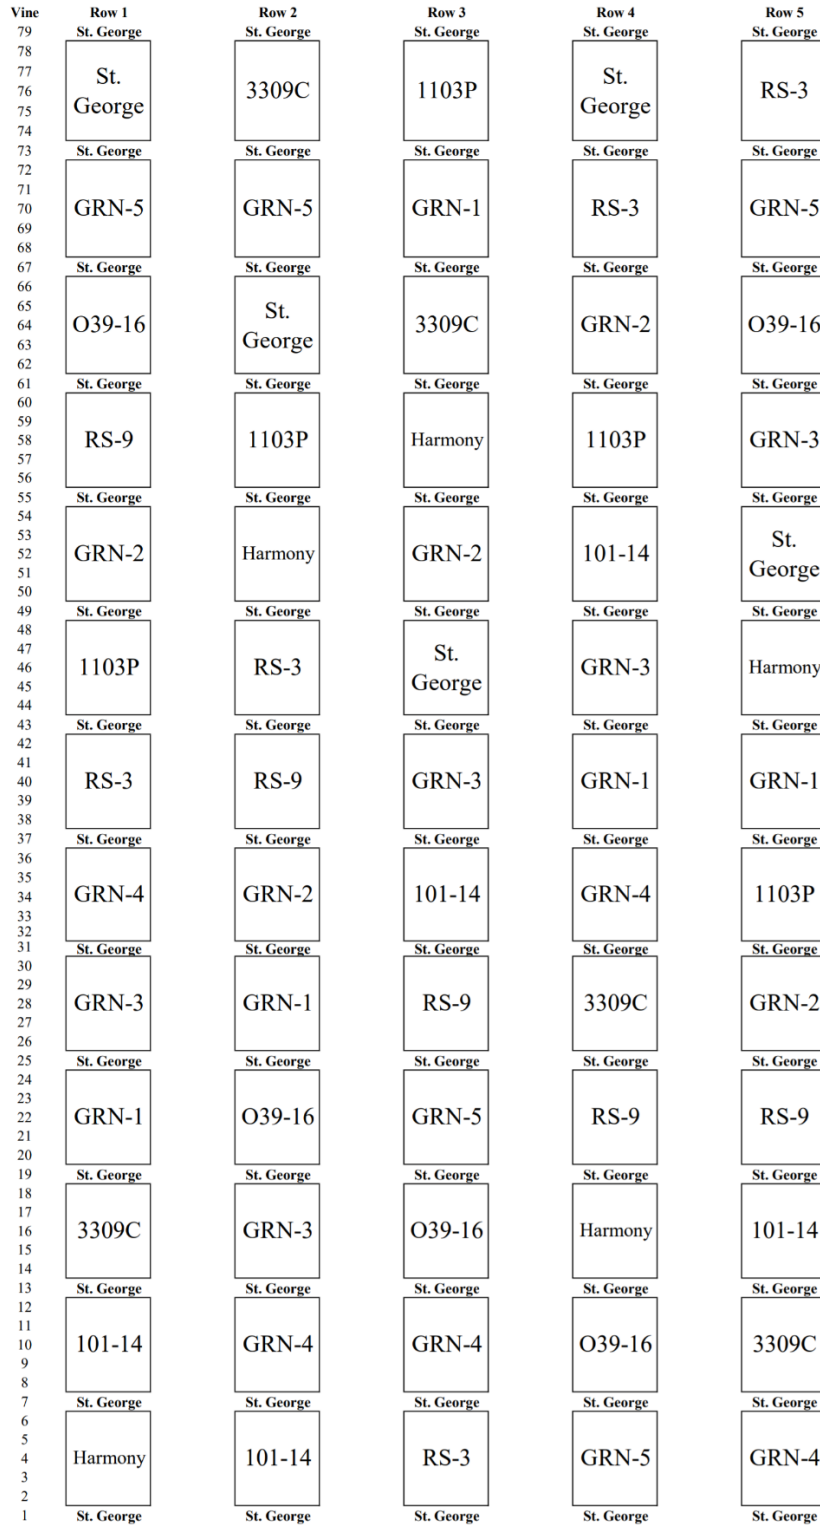 Vine Row 1 Row 2 Row 3 Row 4 Row 5
79 St. George St. George St. George St. George St. George
78
77 St. St.
76 3309C 1103P RS-3
75 George George
74
73 St. George St. George St. George St. George St. George
72
71
70 GRN-5 GRN-5 GRN-1 RS-3 GRN-5
69
68
67 St. George St. George St. George St. George St. George
66
65 St.
64 O39-16 3309C GRN-2 O39-16
63 George
62
61 St. George St. George St. George St. George St. George
60
59
58 RS-9 1103P Harmony 1103P GRN-3
57
56
55 St. George St. George St. George St. George St. George
54
53 St.
52 GRN-2 Harmony GRN-2 101-14
51 George
50
49 St. George St. George St. George St. George St. George
48
47 St.
46 1103P RS-3 GRN-3 Harmony
45 George
44
43 St. George St. George St. George St. George St. George
42
41
40 RS-3 RS-9 GRN-3 GRN-1 GRN-1
39
38
37 St. George St. George St. George St. George St. George
36
35
34 GRN-4 GRN-2 101-14 GRN-4 1103P
33
32
31 St. George St. George St. George St. George St. George
30
29
28 GRN-3 GRN-1 RS-9 3309C GRN-2
27
26
25 St. George St. George St. George St. George St. George
24
23
22 GRN-1 O39-16 GRN-5 RS-9 RS-9
21
20
19 St. George St. George St. George St. George St. George
18
17
16 3309C GRN-3 O39-16 Harmony 101-14
15
14
13 St. George St. George St. George St. George St. George
12
11
10 101-14 GRN-4 GRN-4 O39-16 3309C
9
8
7 St. George St. George St. George St. George St. George
6
5
4 Harmony 101-14 RS-3 GRN-5 GRN-4
3
2
1 St. George St. George St. George St. George St. George